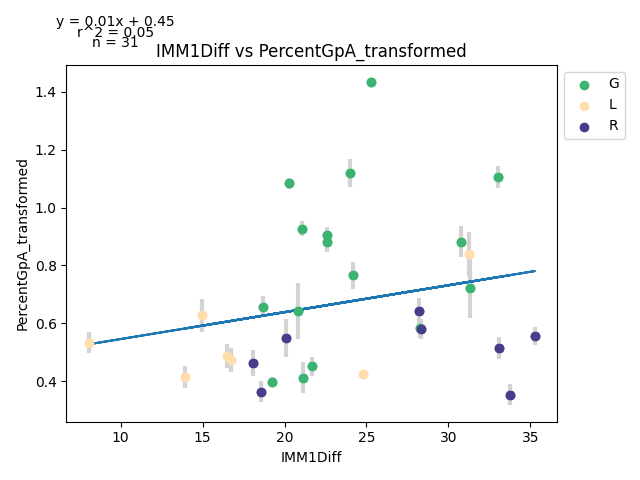 y = 0.01x + 0.45
r^2 = 0.05
n = 31
IMM1Diff vs PercentGpA_transformed
G
L
R
PercentGpA_transformed
1.4
1.2
1.0
0.8
0.6
0.4
10 15 20 25 30 35
IMM1Diff